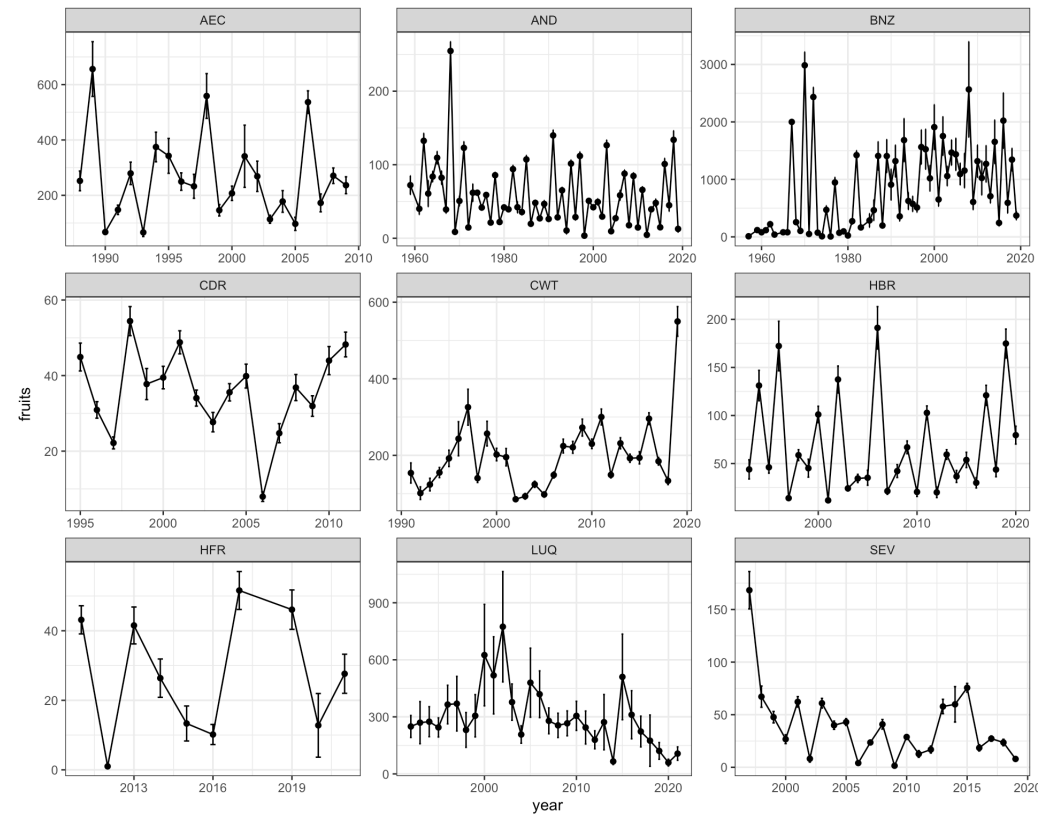 AEC AND BNZ
600
400
200
1990 1995 2000 2005 2010
200
100
0
1960 1980 2000 2020
3000
2000
1000
0
1960 1980 2000 2020
CDR CWT HBR
60
40
20
1995 2000 2005 2010
600
400
200
1990 2000 2010 2020
200
150
100
50
2000 2010 2020
fruits
HFR LUQ SEV
40
20
0
2013 2016 2019
900
600
300
0
2000 2010 2020
150
100
50
0
2000 2005 2010 2015 2020
year